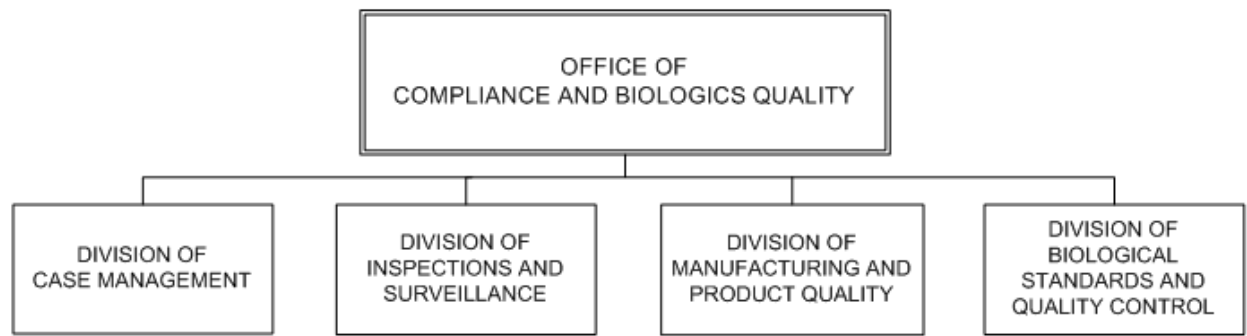 OFFICE OF
COMPLIANCE AND BIOLOGICS QUALITY
DIVISION OF
CASE MANAGEMENT
DIVISION OF
INSPECTIONS AND
SURVEILLANCE
DIVISION OF
MANUFACTURING AND
PRODUCT QUALITY
DIVISION OF
BIOLOGICAL
STANDARDS AND
QUALITY CONTROL